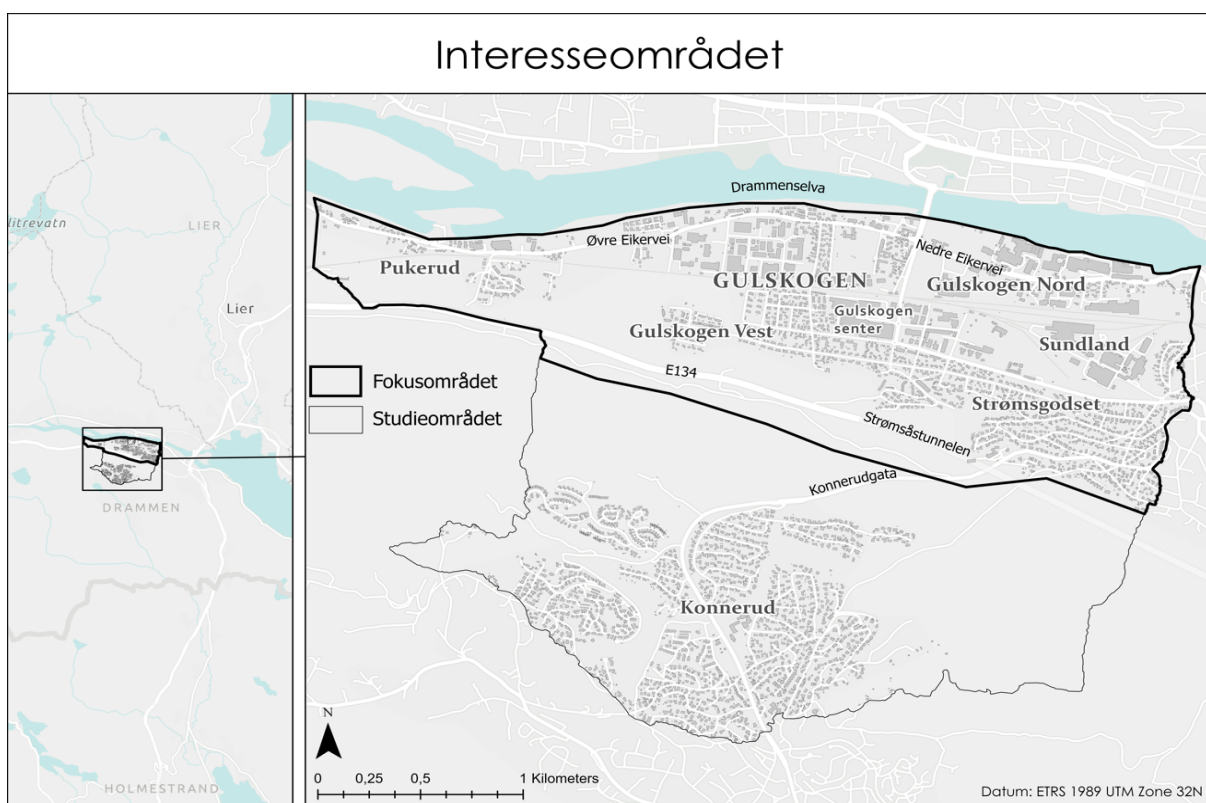 Interesseområdet
litrevatn
LIER
Lier
DRAMMEN
HOLMESTRAND
Drammenselva
Øvre Eikervei
Nedre Eikervei
Pukerud
GULSKOGEN
Gulskogen Nord
Gulskogen
senter
Gulskogen Vest
Sundland
E134
Strømsgodset
Strømsåstunnelen
Konnerudgata
Konnerud
Fokusområdet
Studieområdet
N
0 0,25 0,5 1 Kilometers
Datum: ETRS 1989 UTM Zone 32N